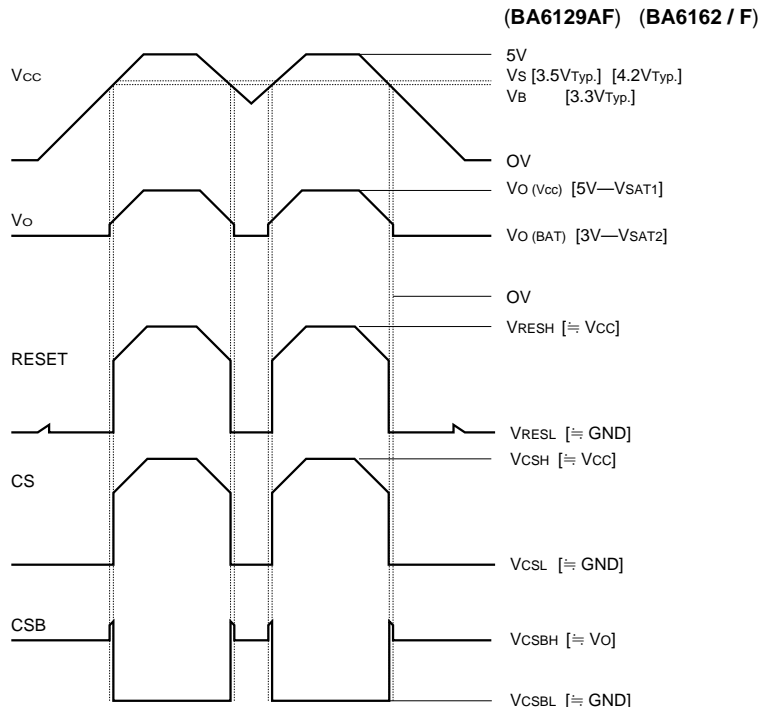 (BA6129AF) (BA6162 / F)
5V
VCC
VS [3.5VTyp.] [4.2VTyp.]
VB [3.3VTyp.]
OV
VO (Vcc) [5V—VSAT1]
VO
VO (BAT) [3V—VSAT2]
OV
VRESH [≒ VCC]
RESET
VRESL [≒ GND]
VCSH [≒ VCC]
CS
VCSL [≒ GND]
CSB
VCSBH [≒ VO]
VCSBL [≒ GND]